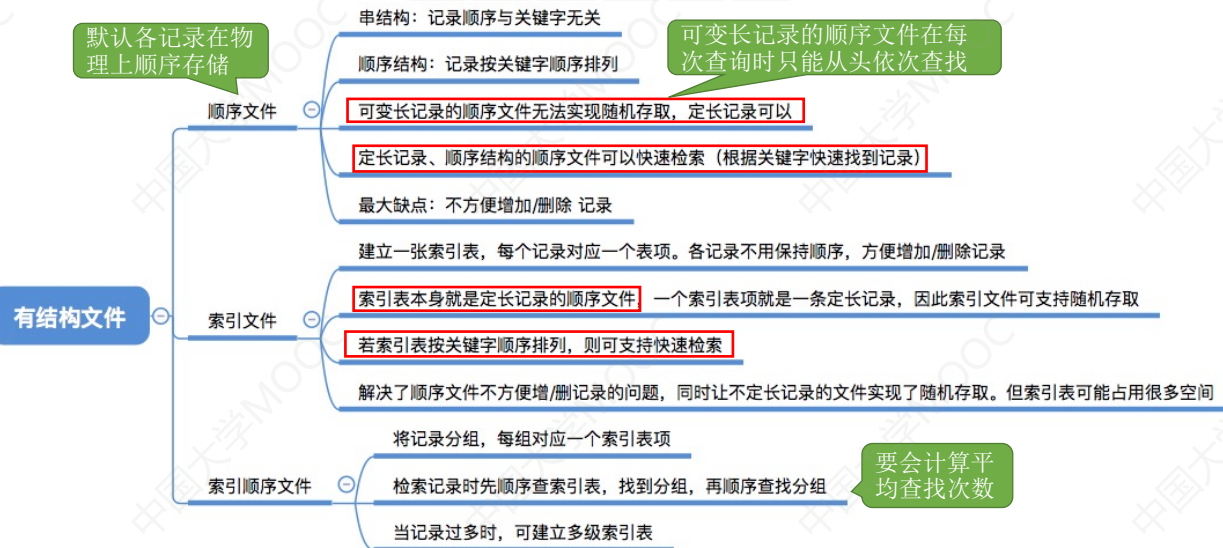 串结构：记录顺序与关键字无关
默认各记录在物
理上顺序存储
可变长记录的顺序文件在每
次查询时只能从头依次查找
顺序结构：记录按关键字顺序排列
顺序文件
可变长记录的顺序文件无法实现随机存取，定长记录可以
定长记录、顺序结构的顺序文件可以快速检索（根据关键字快速找到记录）
最大缺点：不方便增加/删除 记录
建立一张索引表，每个记录对应一个表项。各记录不用保持顺序，方便增加/删除记录
有结构文件
索引文件
索引表本身就是定长记录的顺序文件，一个索引表项就是一条定长记录，因此索引文件可支持随机存取
若索引表按关键字顺序排列，则可支持快速检索
解决了顺序文件不方便增/删记录的问题，同时让不定长记录的文件实现了随机存取。但索引表可能占用很多空间
将记录分组，每组对应一个索引表项
索引顺序文件
检索记录时先顺序查索引表，找到分组，再顺序查找分组
要会计算平
均查找次数
当记录过多时，可建立多级索引表
中国大学MOOC